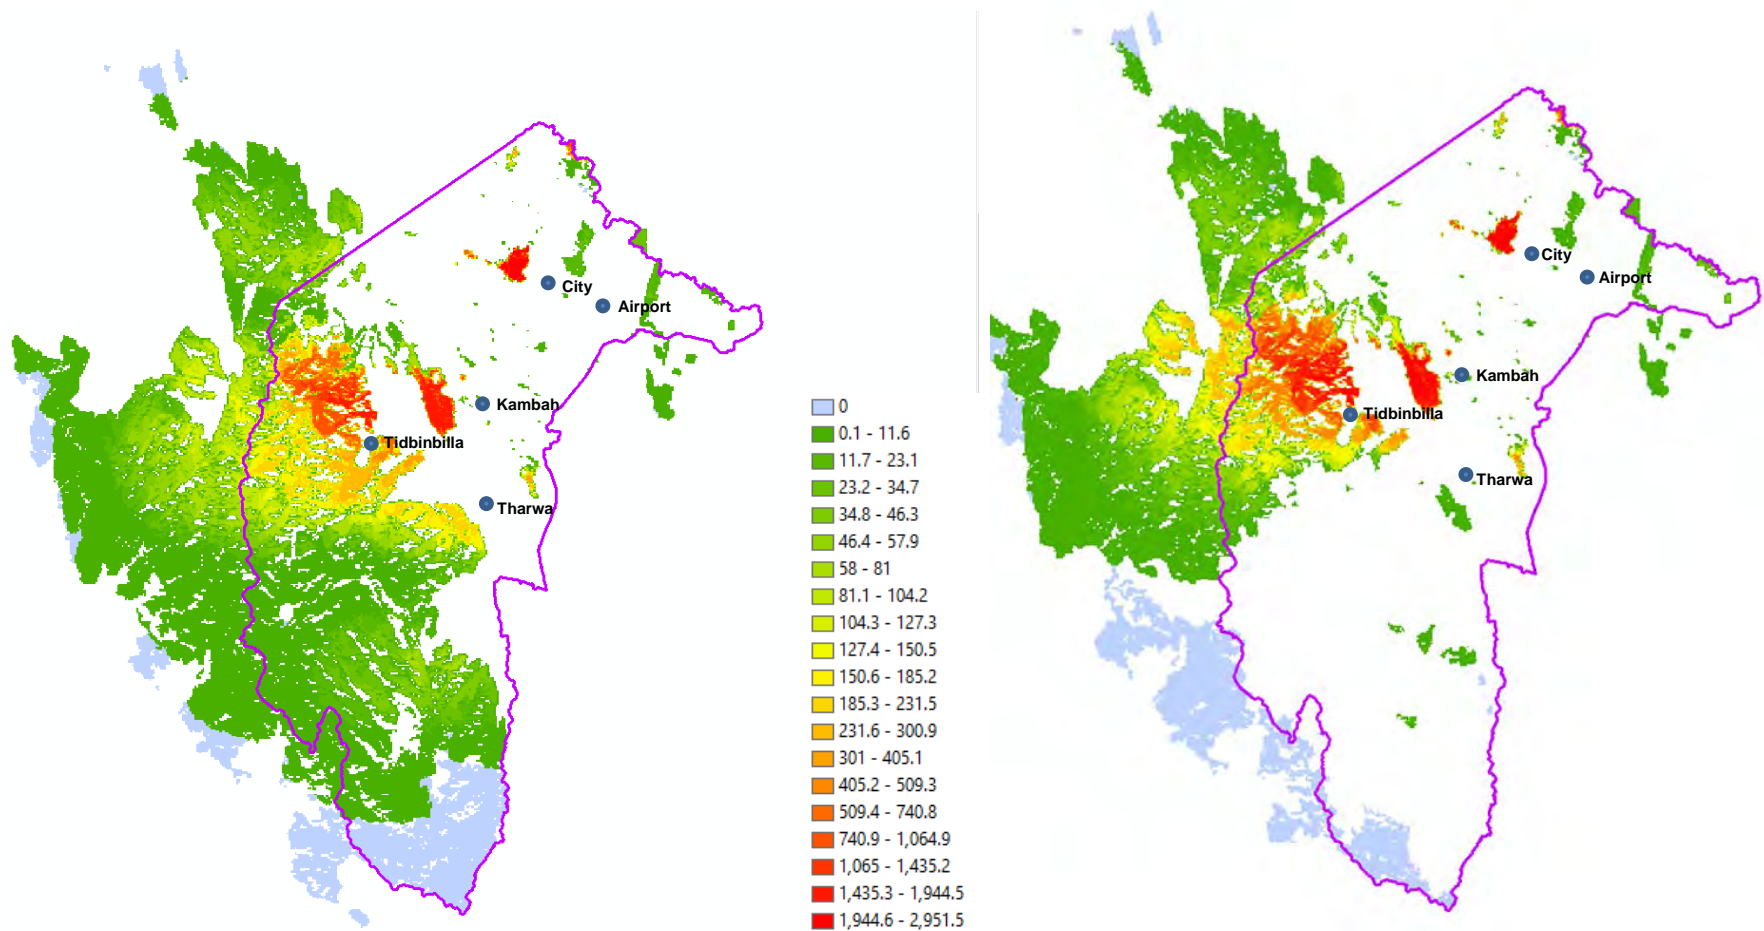 City
Airport
Kambah
Tidbinbilla
Tharwa
0
0.1 - 11.6
11.7 - 23.1
23.2 - 34.7
34.8 - 46.3
46.4 - 57.9
58 - 81
81.1 - 104.2
104.3 - 127.3
127.4 - 150.5
150.6 - 185.2
185.3 - 231.5
231.6 - 300.9
301 - 405.1
405.2 - 509.3
509.4 - 740.8
740.9 - 1,064.9
1,065 - 1,435.2
1,435.3 - 1,944.5
1,944.6 - 2,951.5
City
Airport
Kambah
Tidbinbilla
Tharwa